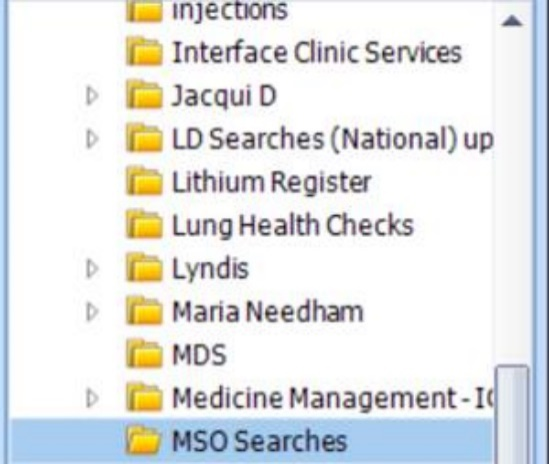 injections
Interface Clinic Services
Jacqui D
LD Searches (National) up
Lithium Register
Lung Health Checks
Lyndis
Maria Needham
MDS
Medicine Management - IC
MSO Searches